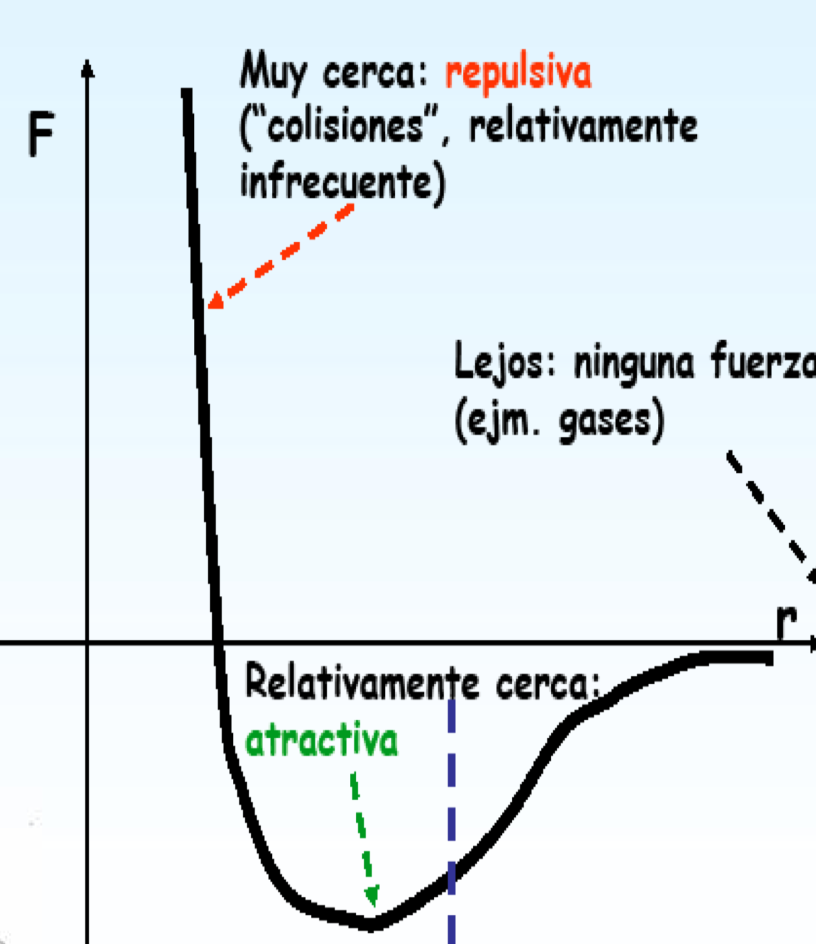 Muy cerca: repulsiva
F
(“colisiones”, relativamente
infrecuente)
Lejos: ninguna fuerza
(ejm. gases)
r
Relativamente cerca:
atractiva